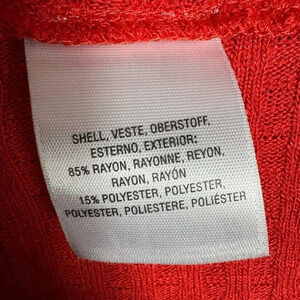 SHELL, VESTE, OBERSTOFF,
ESTERNO, EXTERIOR:
85% RAYON, RAYONNE, REYON,
RAYON, RAYÓN
15% POLYESTER, POLYESTER,
POLYESTER, POLIESTERE, POLIÉSTER